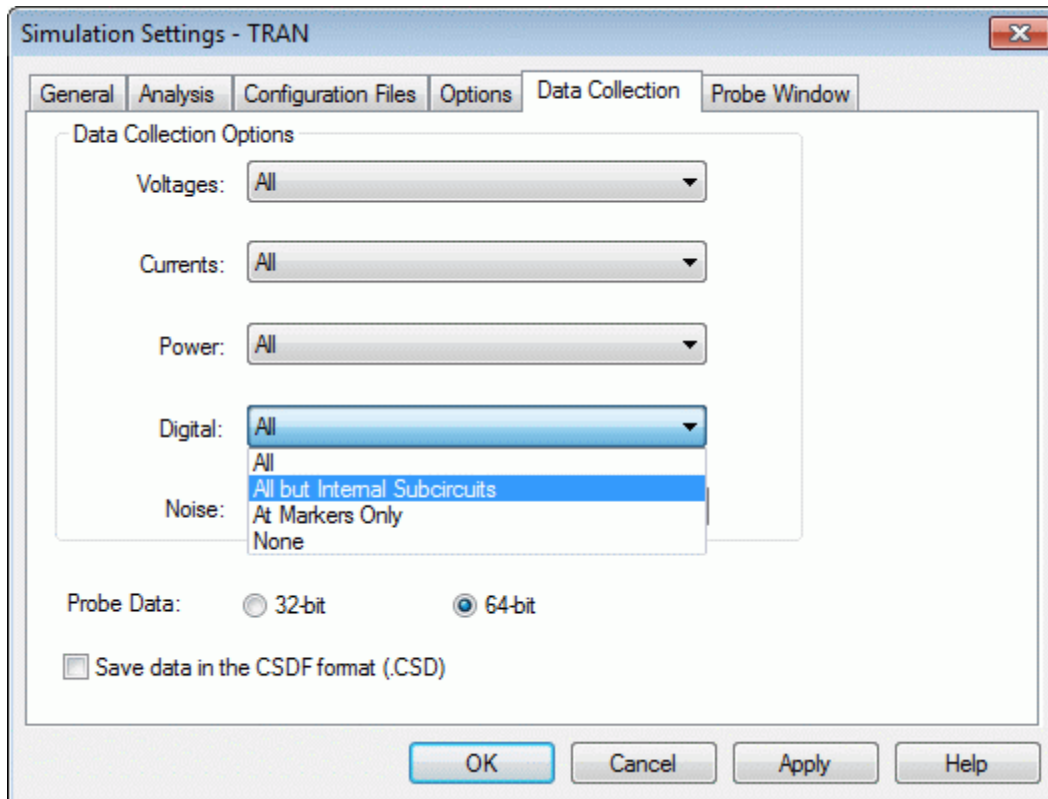 Simulation Settings - TRAN
General Analysis Configuration Files Options Data Collection Probe Window
Data Collection Options
Voltages: All
Currents: All
Power: All
Digital: All
All
All but Internal Subcircuits
Noise:
At Markers Only
None
Probe Data: 32-bit 64-bit
Save data in the CSDF format (.CSD)
OK Cancel Apply Help